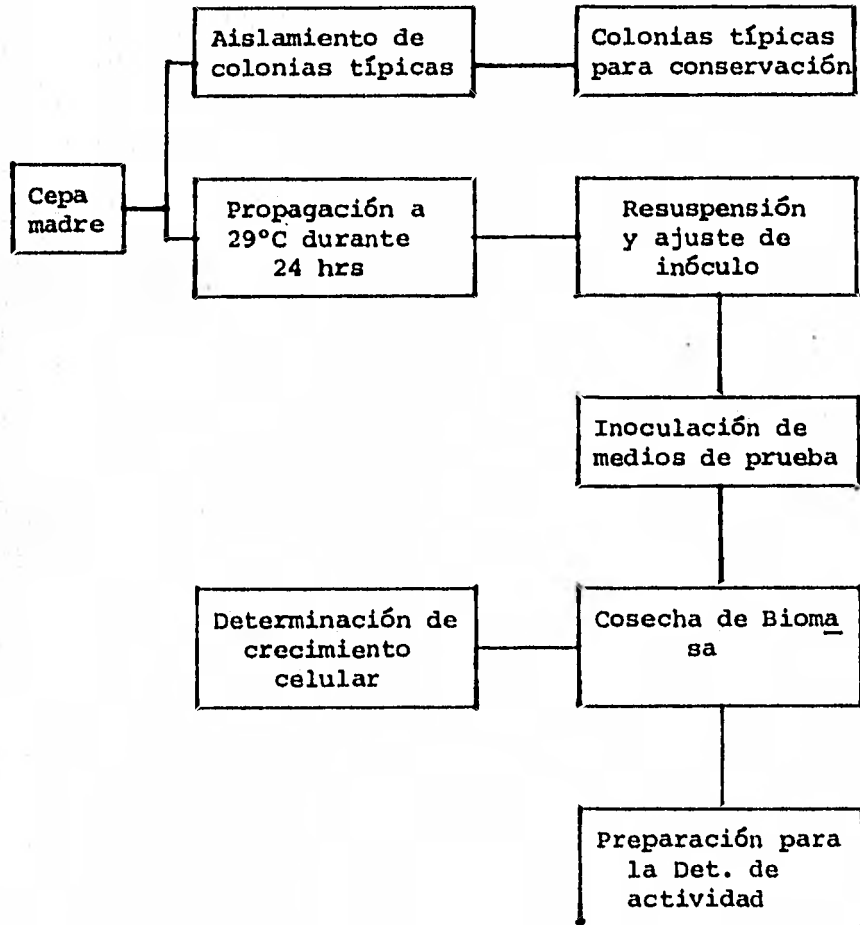 Aislamiento de
colonias típicas
Colonias típicas
para conservación
Cepa
madre
Propagación a
29°C durante
24 hrs
Resuspensión
y ajuste de
inóculo
Inoculación de
medios de prueba
Determinación de
crecimiento
celular
Cosecha de Bioma
sa
Preparación para
la Det. de
actividad